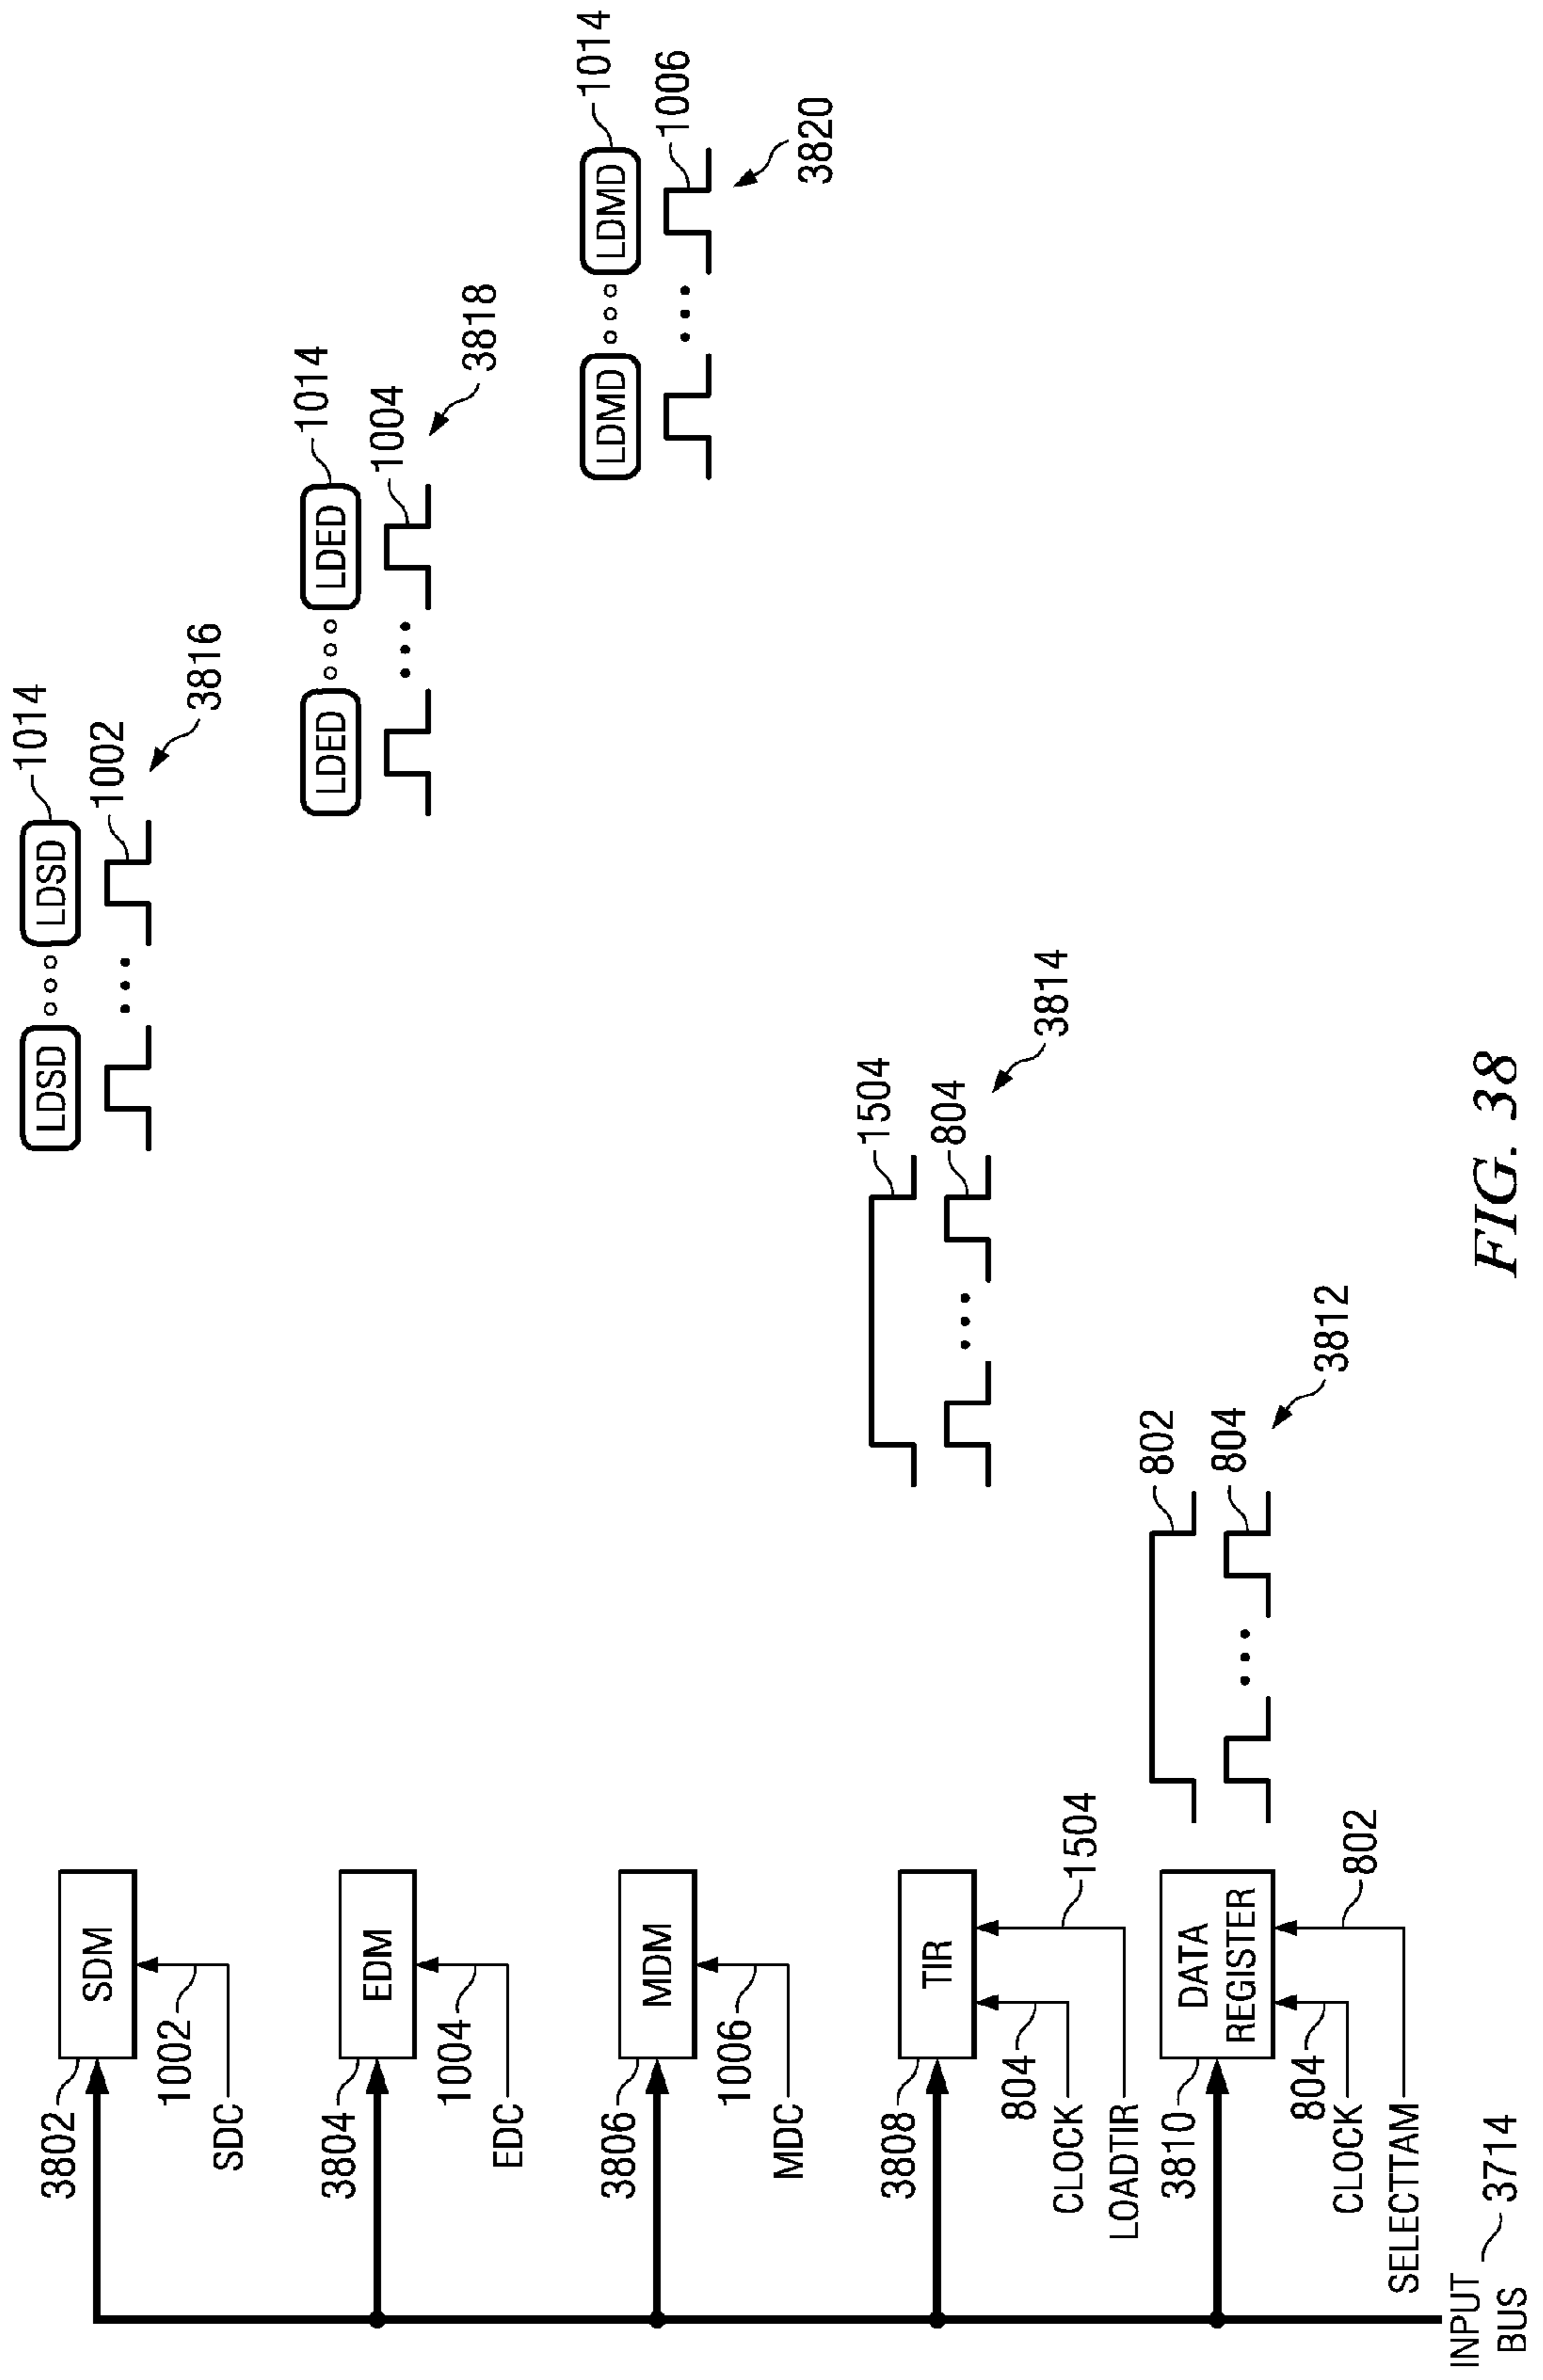 3802
SDM
1002
SDC
LDSD
LDSD
1014
1002
3816
3804
EDM
1004
EDC
LDED
LDED
1014
1004
3818
3806
MDM
1006
MDC
LDMD
LDMD
1014
1006
3820
3808
TIR
804
CLOCK
1504
LOADTIR
1504
804
3814
3810
DATA
REGISTER
804
CLOCK
802
SELECTTAM
802
804
3812
INPUT
BUS
3714
FIG. 38